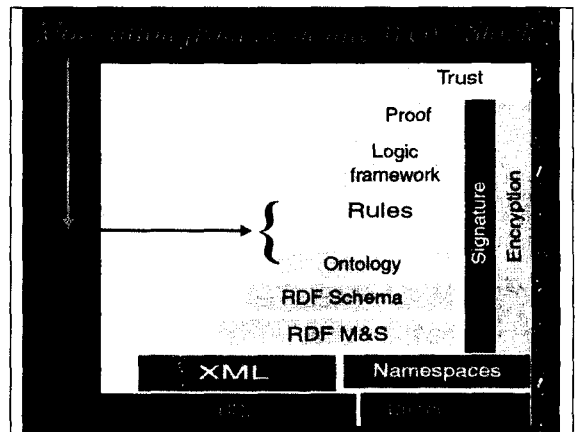 Trust
Proof
Logic
framework
Rules
Ontology
RDF Schema
RDF M&S
Signature
Encryption
XML
Namespaces